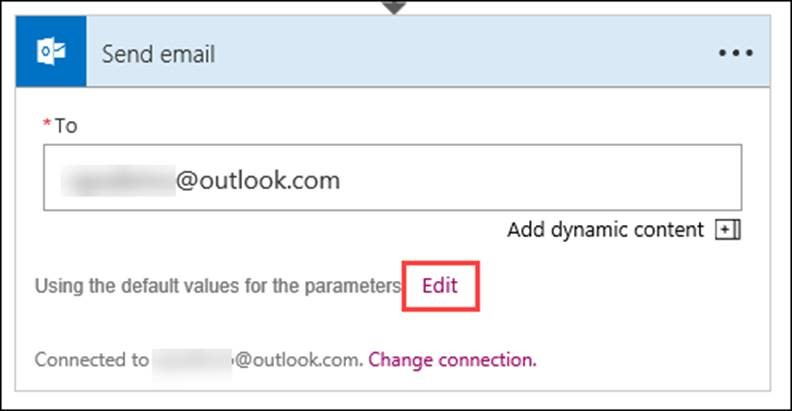 Send email
* To
@outlook.com
Add dynamic content
Using the default values for the parameters Edit
Connected to @outlook.com. Change connection.